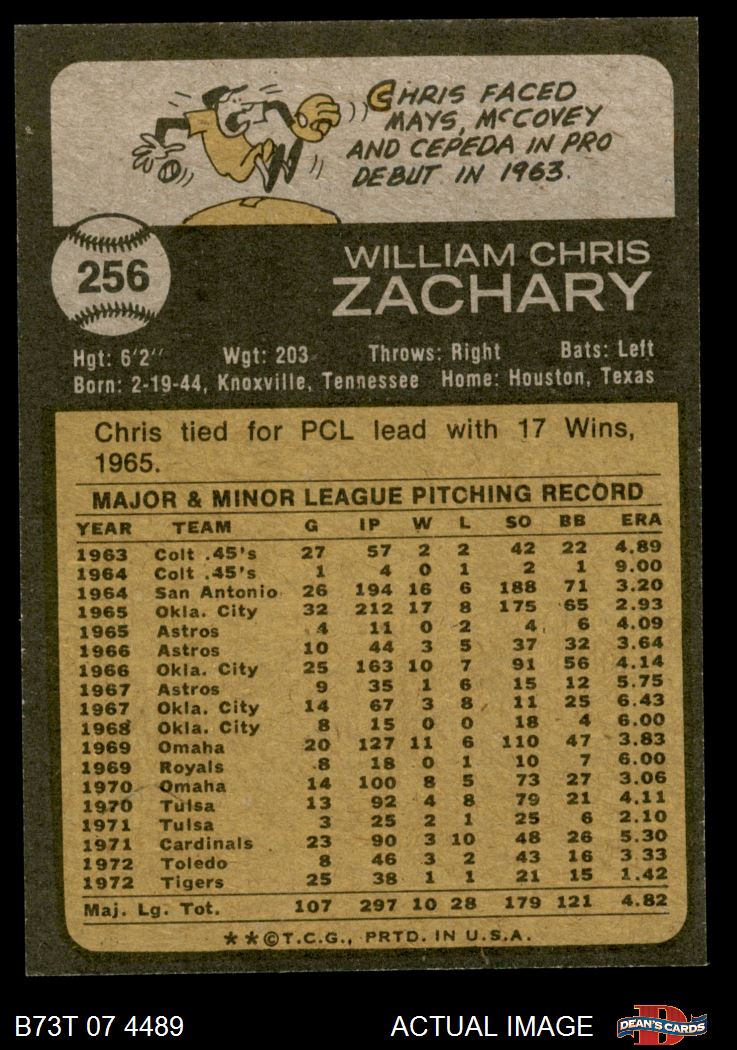 CHRIS FACED
MAYS, McCOVEY
AND CEPEDA IN PRO
DEBUT IN 1963.
256
WILLIAM CHRIS
ZACHARY
Hgt: 6'2" Wgt: 203 Throws: Right Bats: Left
Born: 2-19-44, Knoxville, Tennessee Home: Houston, Texas
Chris tied for PCL lead with 17 Wins,
1965.
MAJOR & MINOR LEAGUE PITCHING RECORD
YEAR TEAM G IP W L SO BB ERA
1963 Colt .45's 27 57 2 2 42 22 4.89
1964 Colt .45's 1 4 0 1 2 1 9.00
1964 San Antonio 26 194 16 6 188 71 3.20
1965 Okla. City 32 212 17 8 175 65 2.93
1965 Astros 4 11 0 2 4 6 4.09
1966 Astros 10 44 3 5 37 32 3.64
1966 Okla. City 25 163 10 7 91 56 4.14
1967 Astros 9 35 1 6 15 12 5.75
1967 Okla. City 14 67 3 8 11 25 6.43
1968 Okla. City 8 15 0 0 18 4 6.00
1969 Omaha 20 127 11 6 110 47 3.83
1969 Royals 8 18 0 1 10 7 6.00
1970 Omaha 14 100 8 5 73 27 3.06
1970 Tulsa 13 92 4 8 79 21 4.11
1971 Tulsa 3 25 2 1 25 6 2.10
1971 Cardinals 23 90 3 10 48 26 5.30
1972 Toledo 8 46 3 2 43 16 3 33
1972 Tigers 25 38 1 1 21 15 1.42
Maj. Lg. Tot. 107 297 10 28 179 121 4.82
**©T.C.G., PRTD. IN U.S.A.
B73T 07 4489 ACTUAL IMAGE
D
DEAN'S CARDS